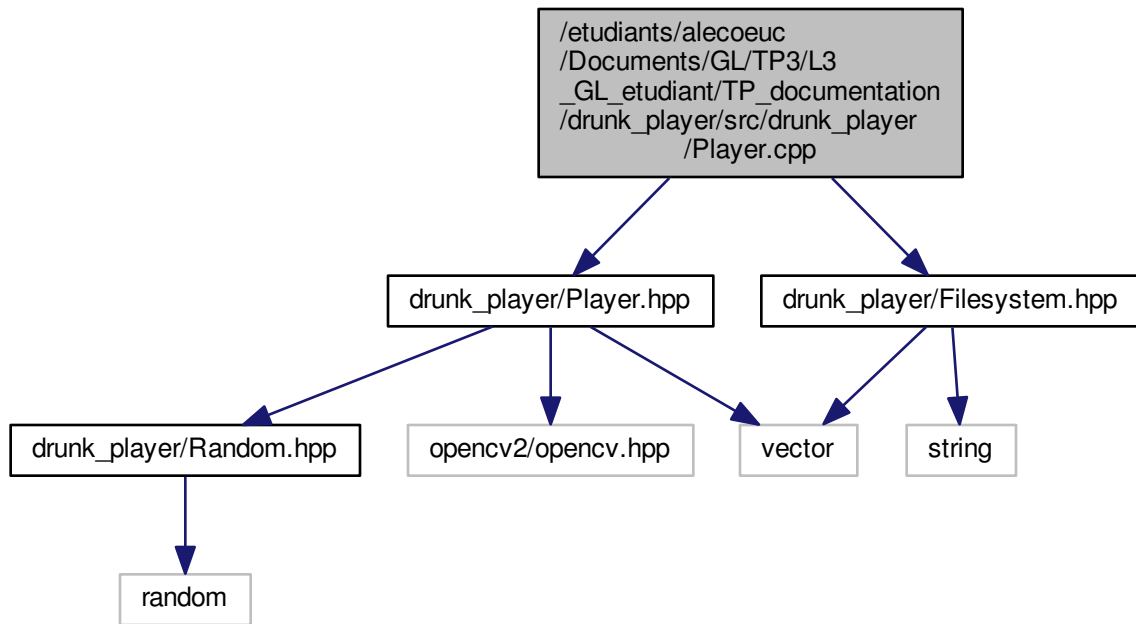 /etudiants/alecoeuc
/Documents/GL/TP3/L3
_GL_etudiant/TP_documentation
/drunk_player/src/drunk_player
/Player.cpp
drunk_player/Player.hpp
drunk_player/Filesystem.hpp
drunk_player/Random.hpp
opencv2/opencv.hpp
vector
string
random